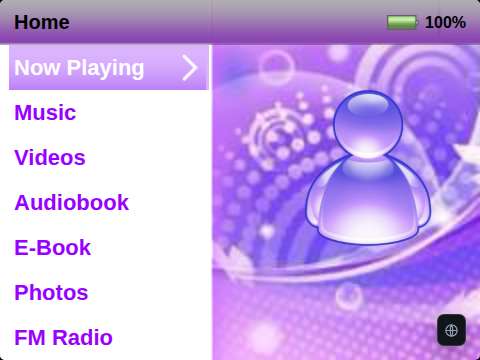 Home
100%
Now Playing
Music
Videos
Audiobook
E-Book
Photos
FM Radio